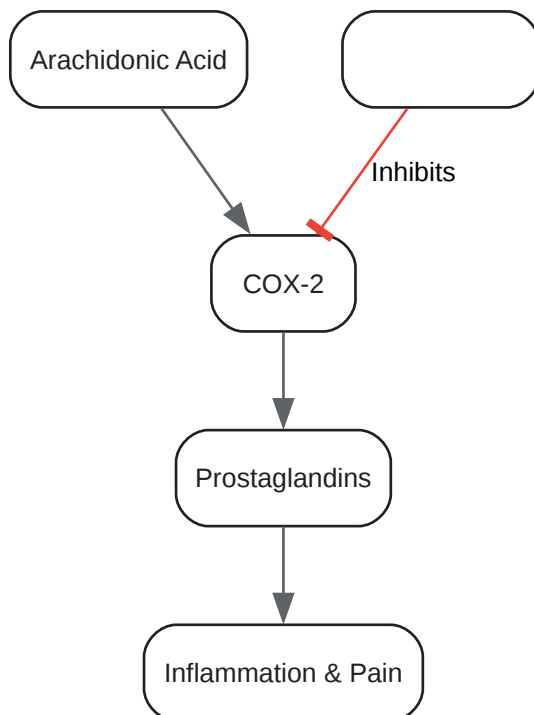 Arachidonic Acid
Inhibits
COX-2
Prostaglandins
Inflammation & Pain